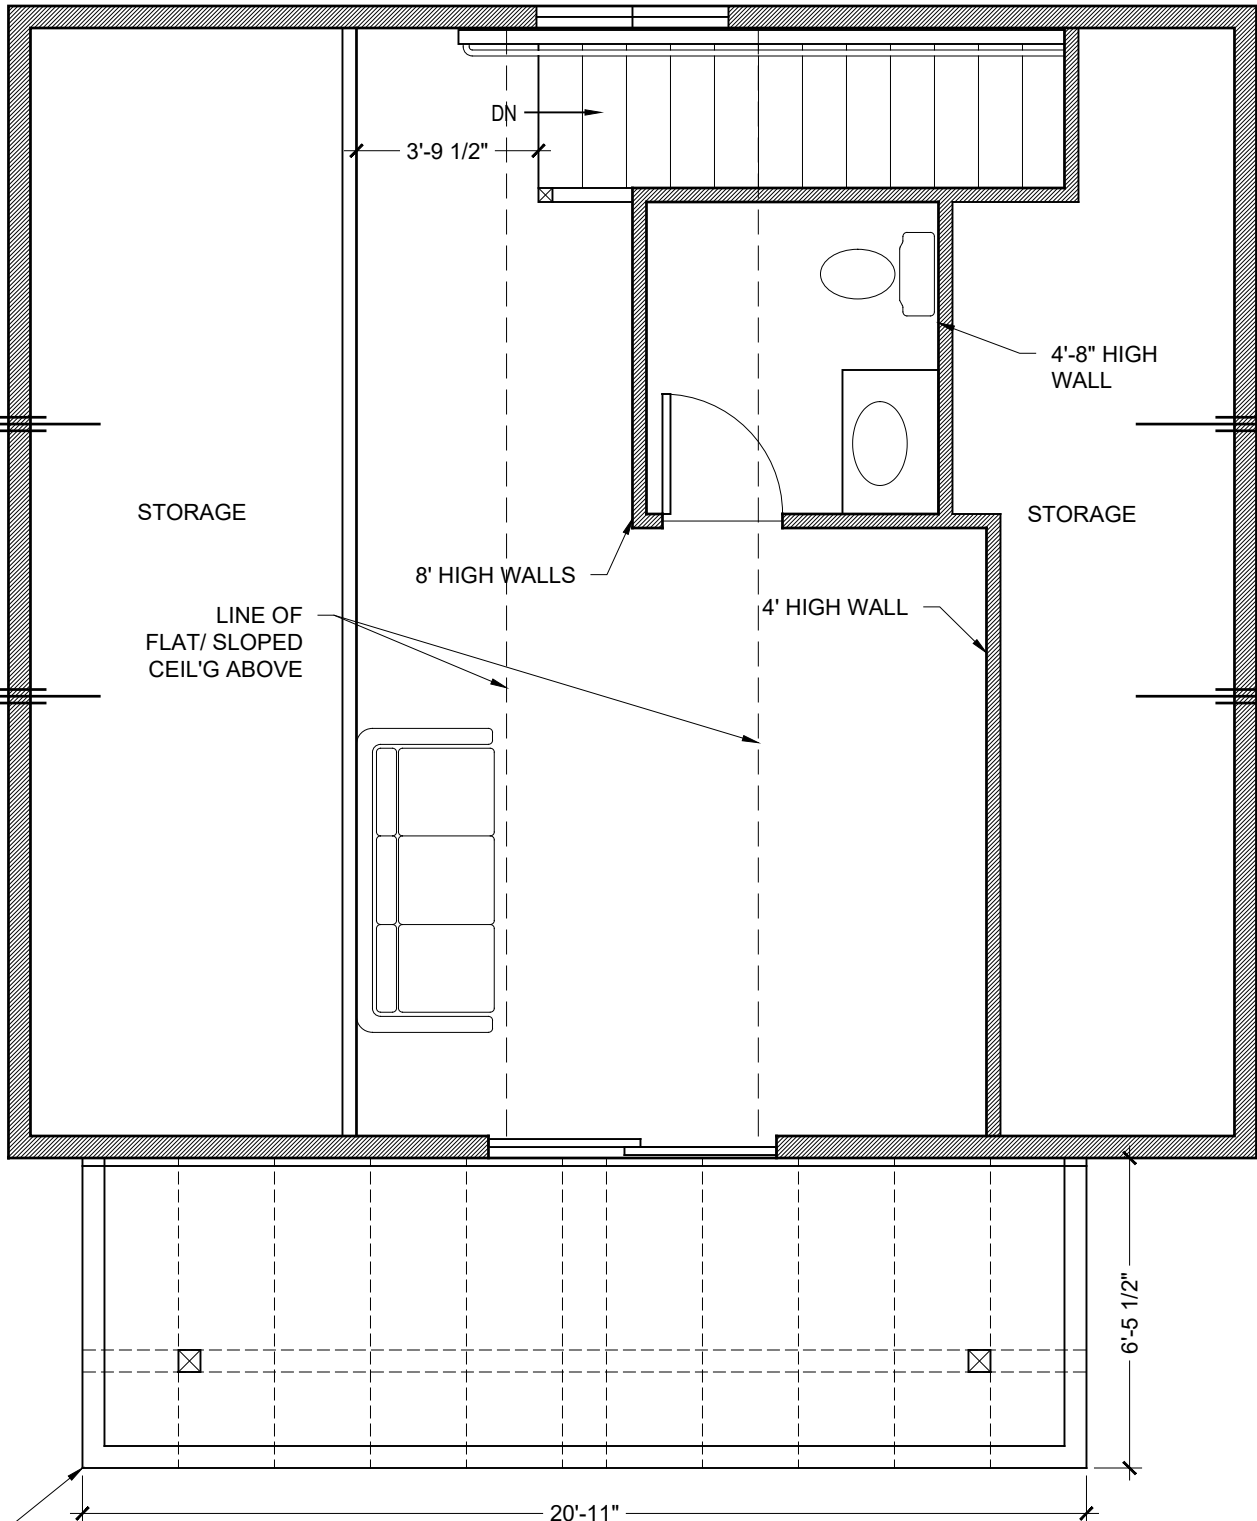 DN
3'-9 1/2"
4'-8" HIGH
WALL
STORAGE
STORAGE
8' HIGH WALLS
4' HIGH WALL
LINE OF
FLAT/ SLOPED
CEIL'G ABOVE
6'-5 1/2"
20'-11"